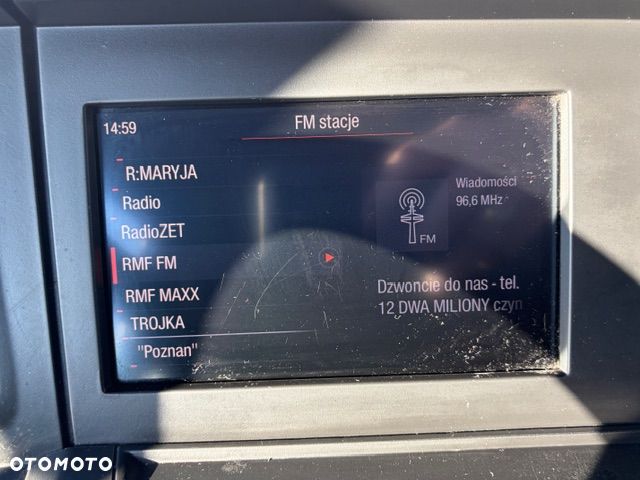 14:59
FM stacje
R:MARYJA
Radio
RadioZET
RMF FM
RMF MAXX
TROJKA
"Poznan"
Wiadomości
96,6 MHz
FM
Dzwoncie do nas - tel.
12 DWA MILIONY czyn
OTOMOTO